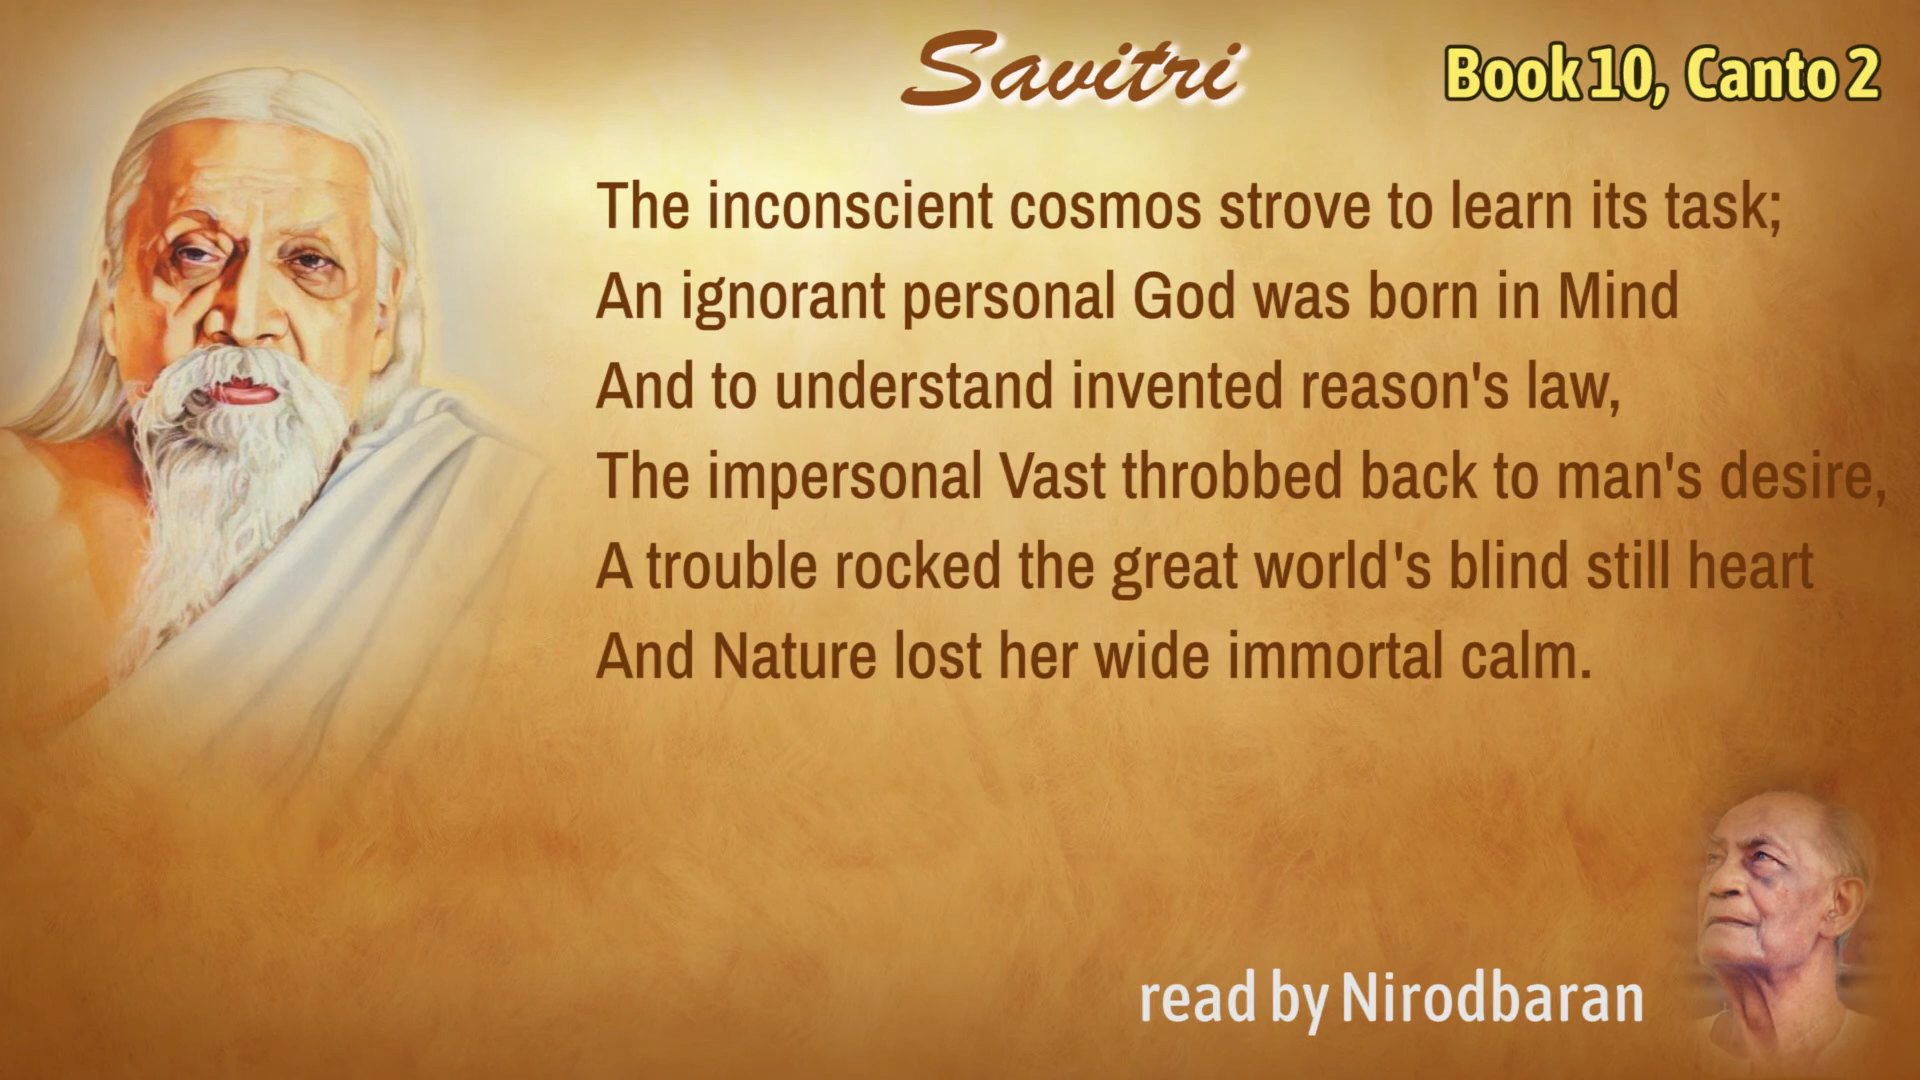 Savitri
Book 10, Canto 2
The inconscient cosmos strove to learn its task;
An ignorant personal God was born in Mind
And to understand invented reason's law,
The impersonal Vast throbbed back to man's desire,
A trouble rocked the great world's blind still heart
And Nature lost her wide immortal calm.
read by Nirodbaran